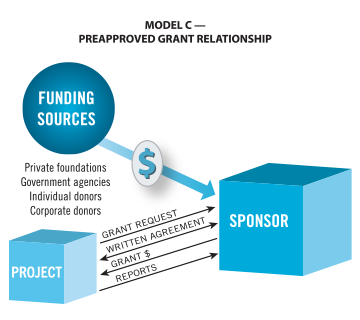 MODEL C —
PREAPPROVED GRANT RELATIONSHIP
FUNDING
SOURCES
$
Private foundations
Government agencies
Individual donors
Corporate donors
GRANT REQUEST
WRITTEN AGREEMENT
GRANT $
REPORTS
PROJECT
SPONSOR